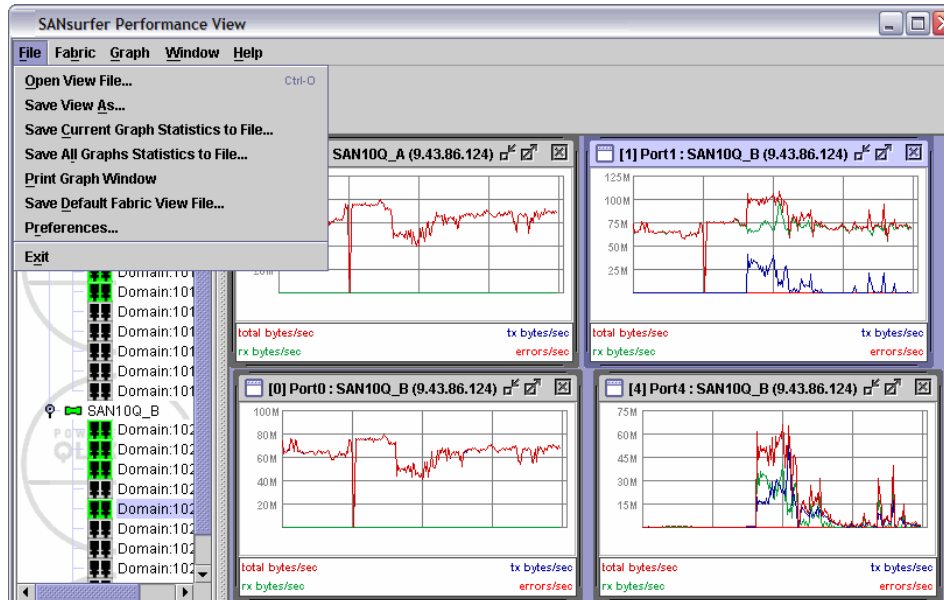 SANsurfer Performance View
File Fabric Graph Window Help
Open View File... Ctrl-O
Save View As...
Save Current Graph Statistics to File...
Save All Graphs Statistics to File...
Print Graph Window
Save Default Fabric View File...
Preferences...
Exit
SAN10Q_A (9.43.86.124)
20M
total bytes/sec tx bytes/sec
rx bytes/sec errors/sec
[1] Port1 : SAN10Q_B (9.43.86.124)
125M
100M
75M
50M
25M
total bytes/sec tx bytes/sec
rx bytes/sec errors/sec
Domain:101
Domain:101
Domain:101
Domain:101
Domain:101
Domain:101
Domain:101
SAN10Q_B
Domain:102
Domain:102
Domain:102
Domain:102
Domain:102
Domain:102
Domain:102
Domain:102
[0] Port0 : SAN10Q_B (9.43.86.124)
100M
80M
60M
40M
20M
total bytes/sec tx bytes/sec
rx bytes/sec errors/sec
[4] Port4 : SAN10Q_B (9.43.86.124)
75M
60M
45M
30M
15M
total bytes/sec tx bytes/sec
rx bytes/sec errors/sec